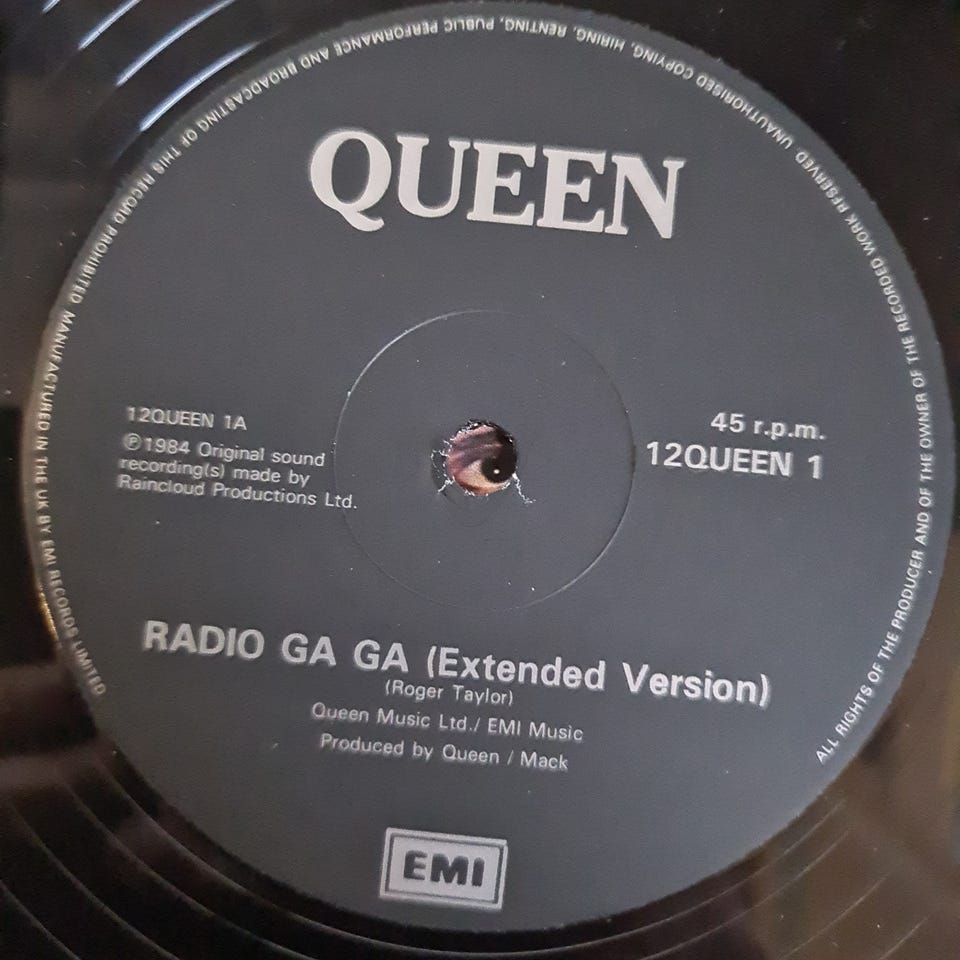 ALL RIGHTS OF THE PRODUCER AND OF THE OWNER OF THE RECORDED WORK RESERVED. UNAUTHORISED COPYING, HIRING, RENTING, PUBLIC PERFORMANCE AND BROADCASTING OF THIS RECORD PROHIBITED MANUFACTURED IN THE UK BY EMI RECORDS LIMITED
QUEEN
12QUEEN 1A
℗1984 Original sound
recording(s) made by
Raincloud Productions Ltd.
45 r.p.m.
12QUEEN 1
RADIO GA GA (Extended Version)
(Roger Taylor)
Queen Music Ltd./ EMI Music
Produced by Queen / Mack
EMI